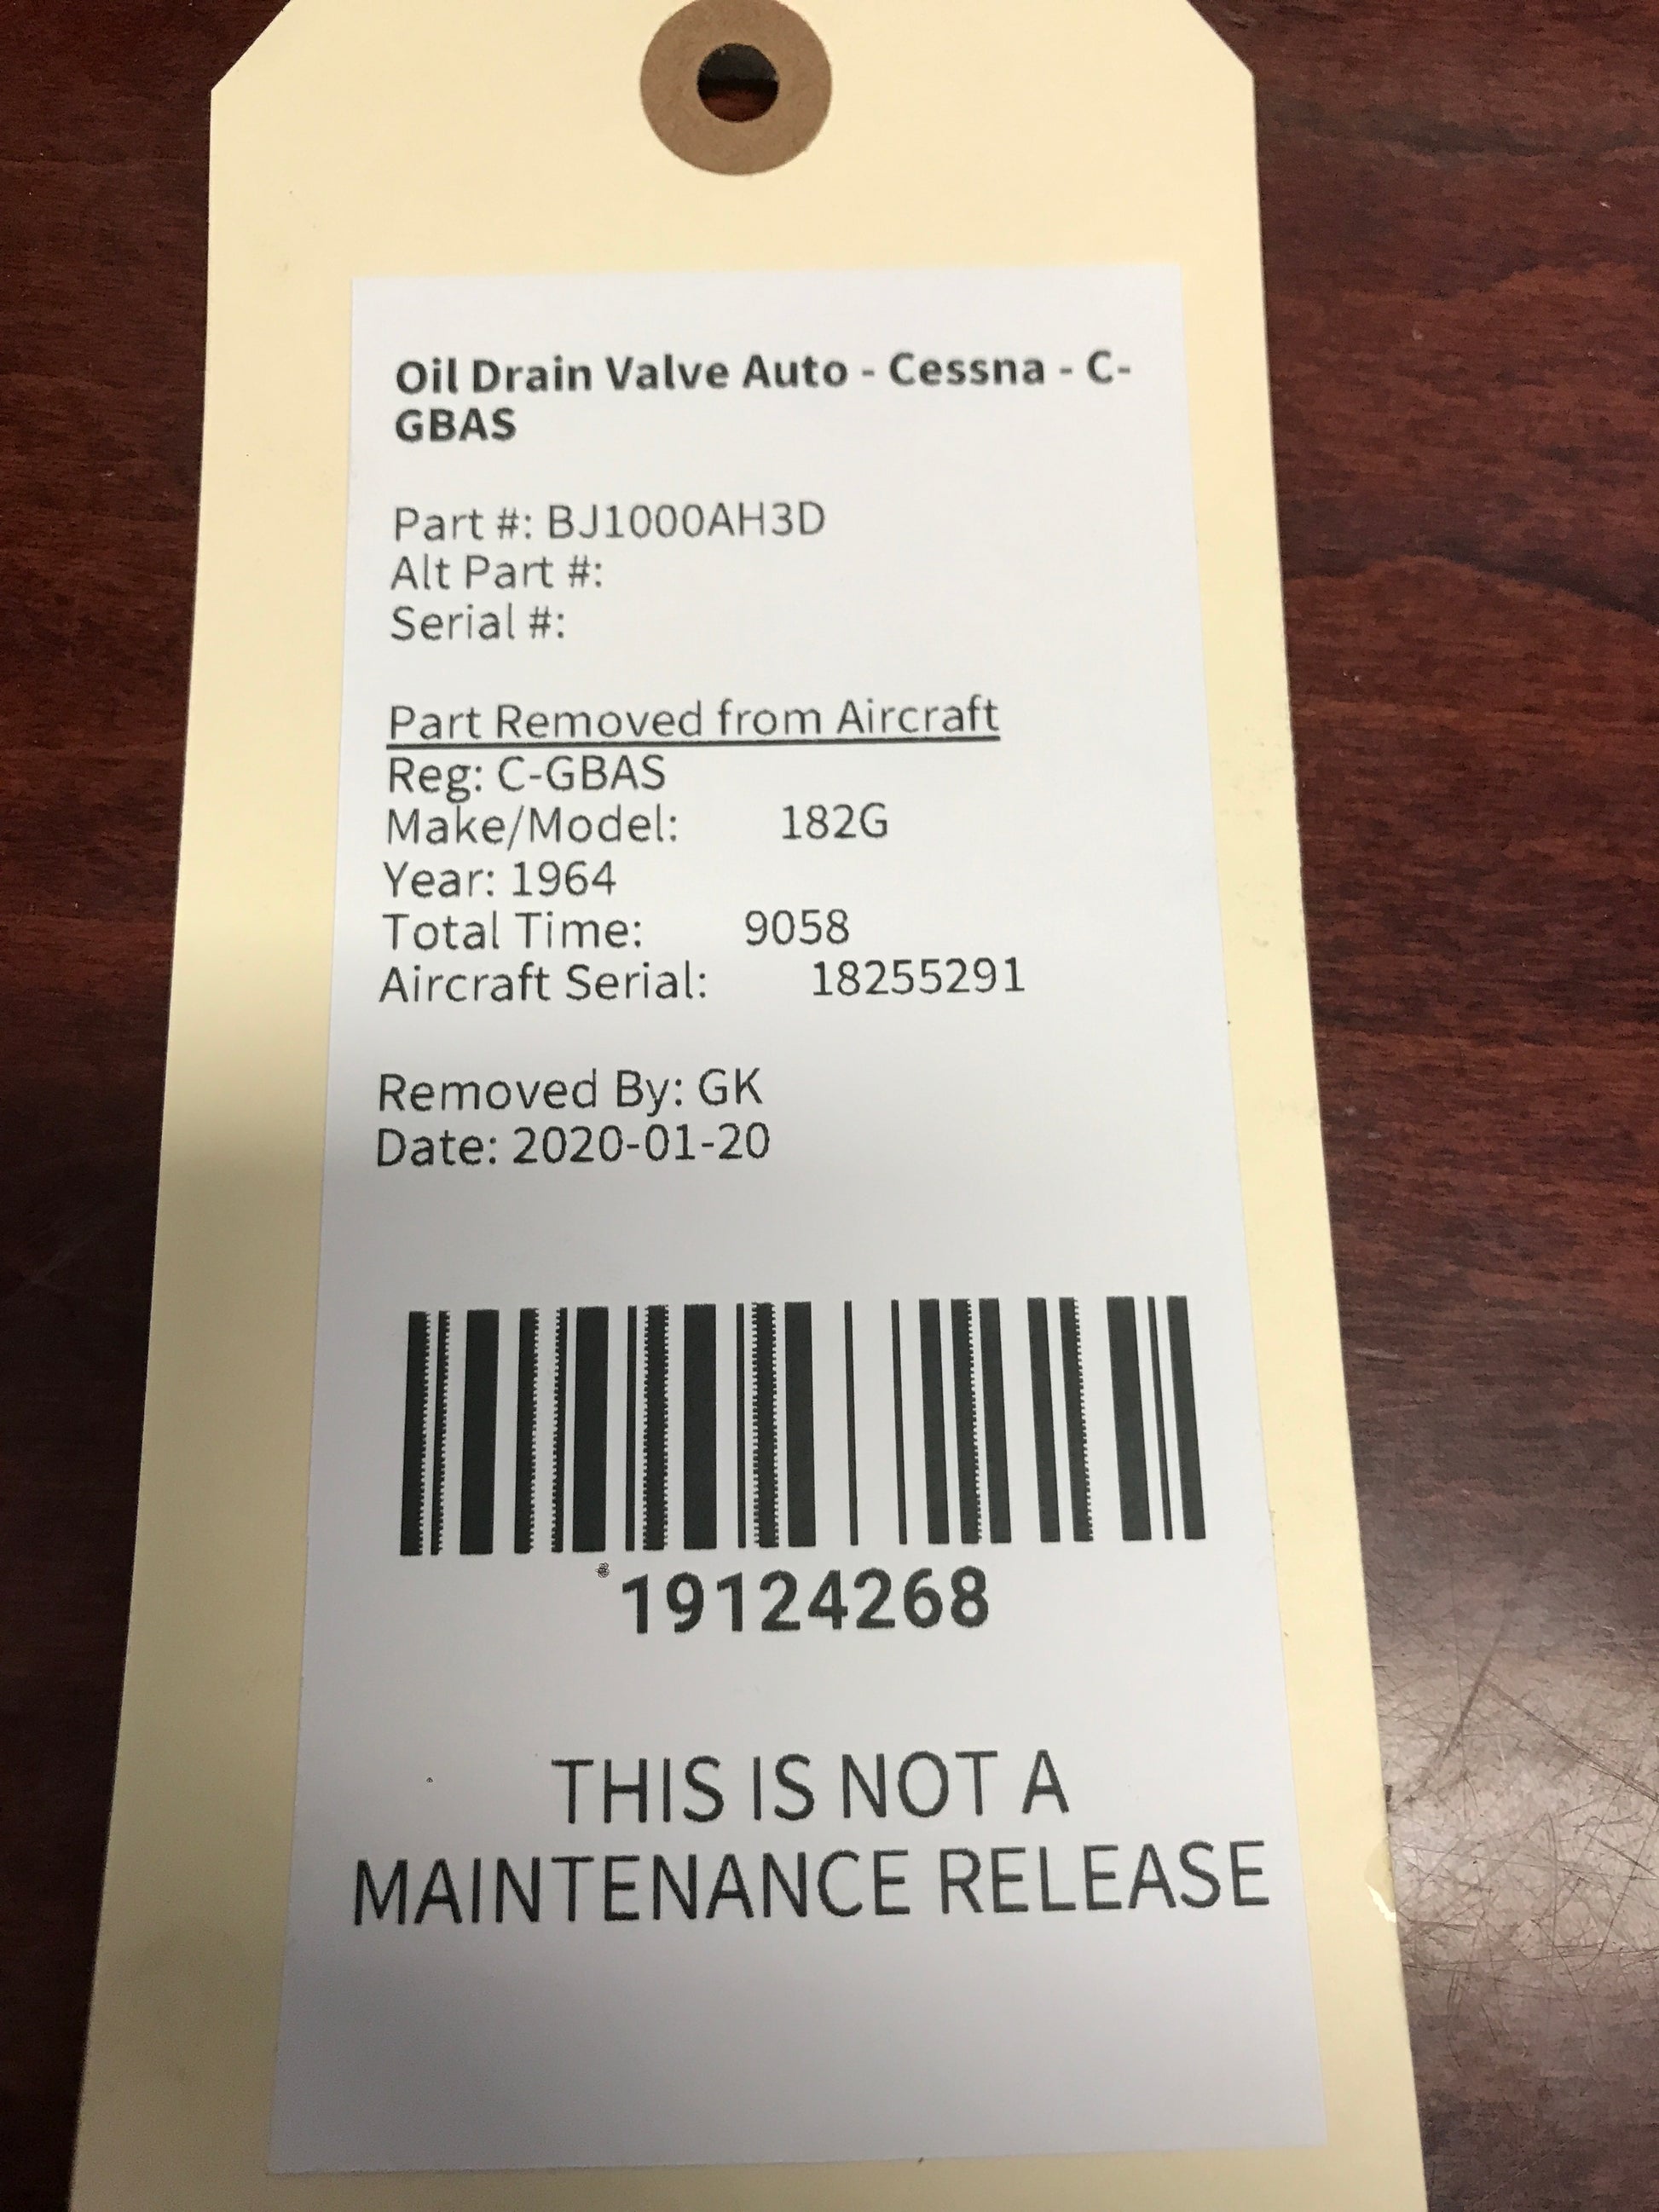 Oil Drain Valve Auto - Cessna - C-
GBAS
Part #: BJ1000AH3D
Alt Part #:
Serial #:
Part Removed from Aircraft
Reg: C-GBAS
Make/Model: 182G
Year: 1964
Total Time: 9058
Aircraft Serial: 18255291
Removed By: GK
Date: 2020-01-20
19124268
THIS IS NOT A
MAINTENANCE RELEASE